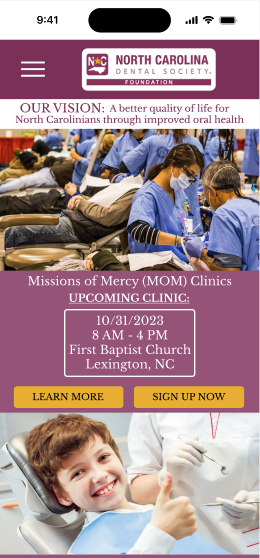 9:41
NC
NORTH CAROLINA
DENTAL SOCIETY
FOUNDATION
OUR VISION: A better quality of life for
North Carolinians through improved oral health
Missions of Mercy (MOM) Clinics
UPCOMING CLINIC:
10/31/2023
8 AM - 4 PM
First Baptist Church
Lexington, NC
LEARN MORE
SIGN UP NOW